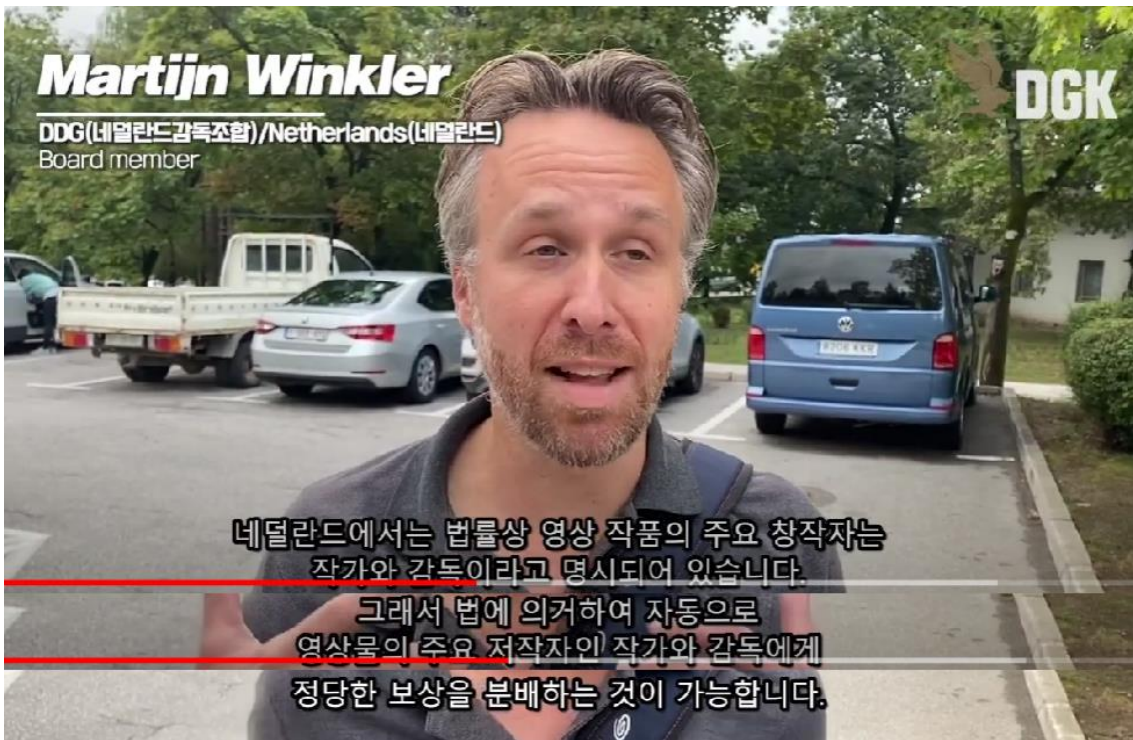 Martijn Winkler
DGK
DDG(네덜란드감독조합)/Netherlands(네덜란드)
Board member
네덜란드에서는 법률상 영상 작품의 주요 창작자는
작가와 감독이라고 명시되어 있습니다.
그래서 법에 의거하여 자동으로
영상물의 주요 저작자인 작가와 감독에게
정당한 보상을 분배하는 것이 가능합니다.